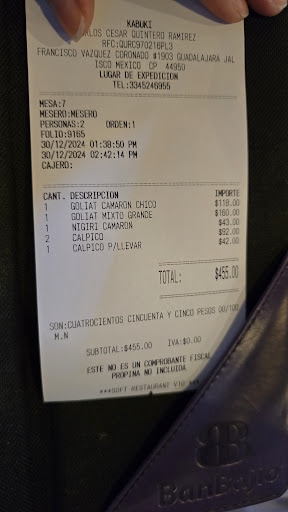 KABUKI
RLOS CESAR QUINTERO RAMIREZ
RFC:QURC970216PL3
FRANCISCO VAZQUEZ CORONADO #1903 GUADALAJARA JAL
ISCO MEXICO CP 44950
LUGAR DE EXPEDICION
TEL:3345246955
MESA:7
MESERO:MESERO
PERSONAS:2 ORDEN:1
FOLIO:9165
30/12/2024 01:38:50 PM
30/12/2024 02:42:14 PM
CAJERO:
CANT. DESCRIPCION IMPORTE
1 GOLIAT CAMARON CHICO $118.00
1 GOLIAT MIXTO GRANDE $160.00
1 NIGIRI CAMARON $43.00
2 CALPICO $92.00
1 CALPICO P/LLEVAR $42.00
TOTAL: $455.00
SON:CUATROCIENTOS CINCUENTA Y CINCO PESOS 00/100
M.N
SUBTOTAL:$455.00 IVA:$0.00
ESTE NO ES UN COMPROBANTE FISCAL
PROPINA NO INCLUIDA
***SOFT RESTAURANT V10 ***
BanBajío